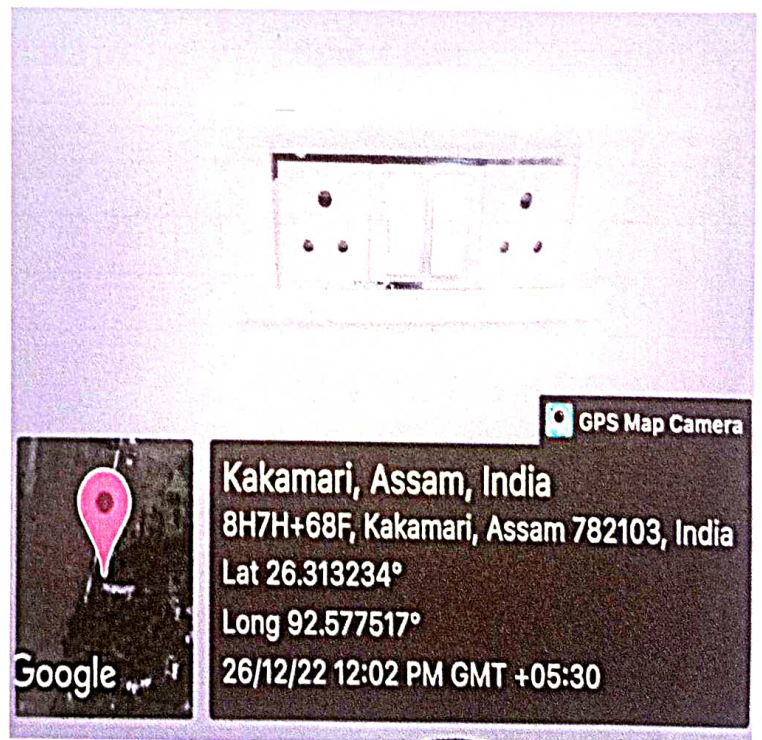 GPS Map Camera
Kakamari, Assam, India
8H7H+68F, Kakamari, Assam 782103, India
Lat 26.313234°
Long 92.577517°
26/12/22 12:02 PM GMT +05:30
Google